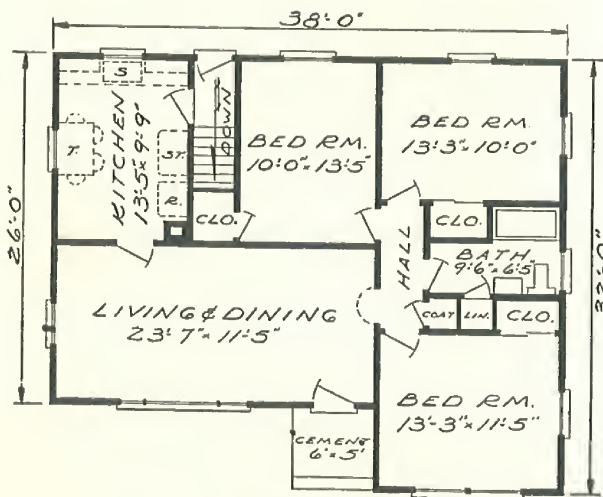 38'-0"
26'-0"
32'-0"
S
T.
KITCHEN
13'-5" x 9'-9"
ST.
R.
DOWN
CLO.
BED RM.
10'-0" x 13'-5"
BED RM.
13'-3" x 10'-0"
CLO.
HALL
BATH
9'-6" x 6'-5"
LIVING & DINING
23'-7" x 11'-5"
COAT
LIN.
CLO.
CEMENT
6' x 5'
BED RM.
13'-3" x 11'-5"